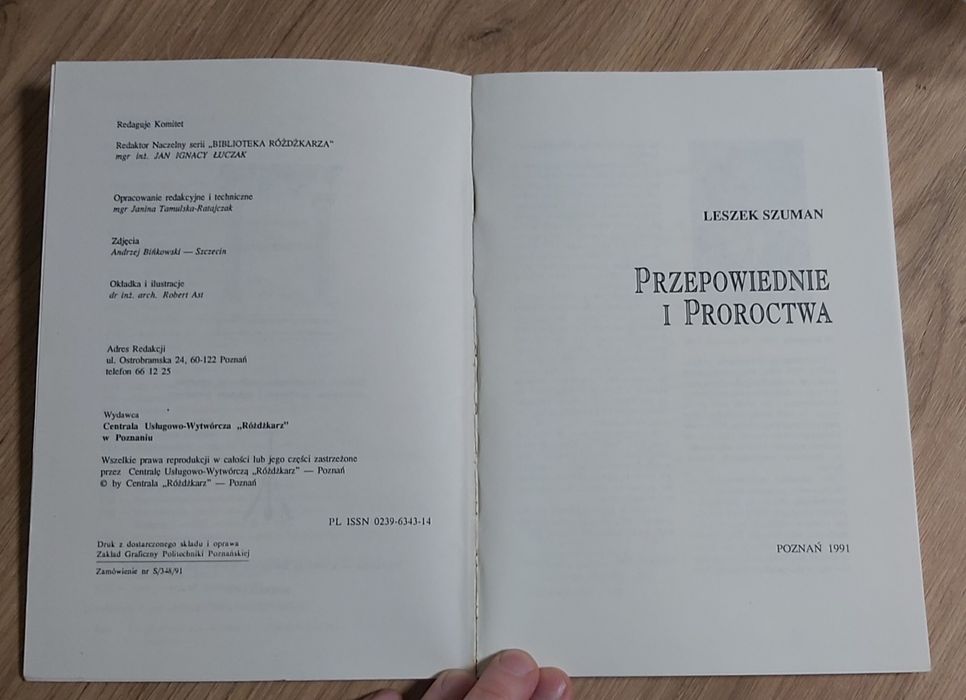 Redaguje Komitet
Redaktor Naczelny serii „BIBLIOTEKA RÓŻDŻKARZA"
mgr inż. JAN IGNACY ŁUCZAK
Opracowanie redakcyjne i techniczne
mgr Janina Tamulska-Ratajczak
Zdjęcia
Andrzej Bińkowski — Szczecin
Okładka i ilustracje
dr inż. arch. Robert Ast
Adres Redakcji
ul. Ostrobramska 24, 60-122 Poznań
telefon 66 12 25
Wydawca
Centrala Usługowo-Wytwórcza „Różdżkarz"
w Poznaniu
Wszelkie prawa reprodukcji w całości lub jego części zastrzeżone
przez Centralę Usługowo-Wytwórczą „Różdżkarz" — Poznań
© by Centrala „Różdżkarz" — Poznań
PL ISSN 0239-6343-14
Druk z dostarczonego składu i oprawa
Zakład Graficzny Politechniki Poznańskiej
Zamówienie nr S/348/91
LESZEK SZUMAN
PRZEPOWIEDNIE
I PROROCTWA
POZNAŃ 1991